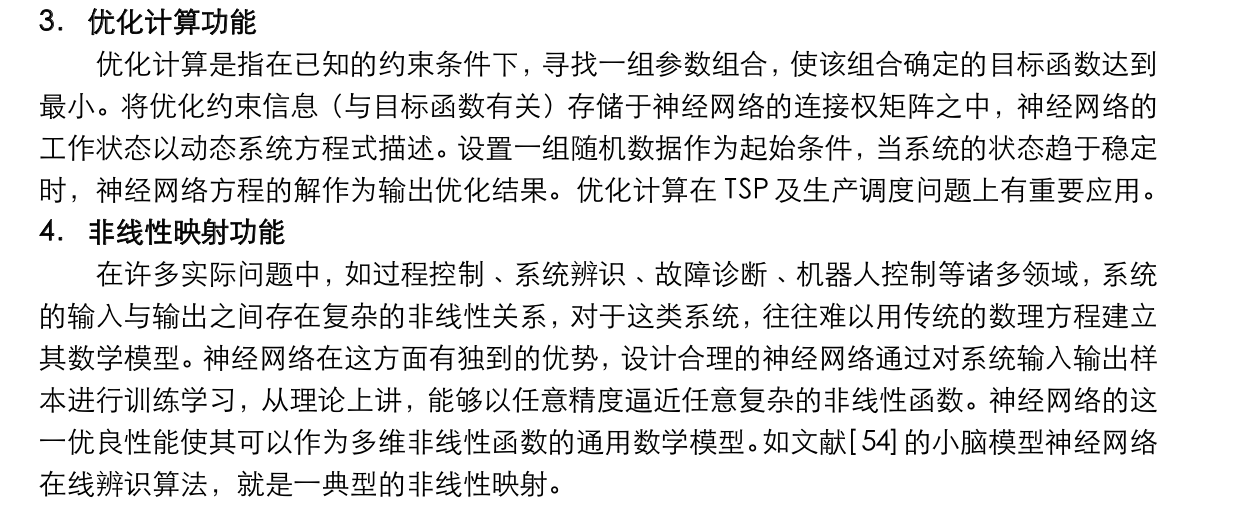 3. 优化计算功能
优化计算是指在已知的约束条件下，寻找一组参数组合，使该组合确定的目标函数达到
最小。将优化约束信息（与目标函数有关）存储于神经网络的连接权矩阵之中，神经网络的
工作状态以动态系统方程式描述。设置一组随机数据作为起始条件，当系统的状态趋于稳定
时，神经网络方程的解作为输出优化结果。优化计算在 TSP 及生产调度问题上有重要应用。
4. 非线性映射功能
在许多实际问题中，如过程控制、系统辨识、故障诊断、机器人控制等诸多领域，系统
的输入与输出之间存在复杂的非线性关系，对于这类系统，往往难以用传统的数理方程建立
其数学模型。神经网络在这方面有独到的优势，设计合理的神经网络通过对系统输入输出样
本进行训练学习，从理论上讲，能够以任意精度逼近任意复杂的非线性函数。神经网络的这
一优良性能使其可以作为多维非线性函数的通用数学模型。如文献[54]的小脑模型神经网络
在线辨识算法，就是一典型的非线性映射。